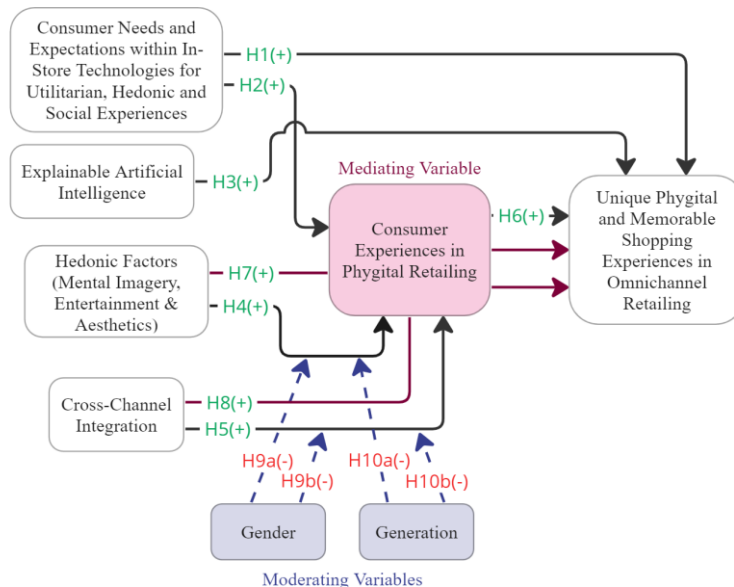 Consumer Needs and
Expectations within In-
Store Technologies for
Utilitarian, Hedonic and
Social Experiences
H1(+)
H2(+)
Explainable Artificial
Intelligence
H3(+)
Mediating Variable
Consumer
Experiences in
Phygital Retailing
H6(+)
Unique Phygital
and Memorable
Shopping
Experiences in
Omnichannel
Retailing
Hedonic Factors
(Mental Imagery,
Entertainment &
Aesthetics)
H7(+)
H4(+)
Cross-Channel
Integration
H8(+)
H5(+)
H9a(-)
H9b(-)
H10a(-)
H10b(-)
Gender
Generation
Moderating Variables